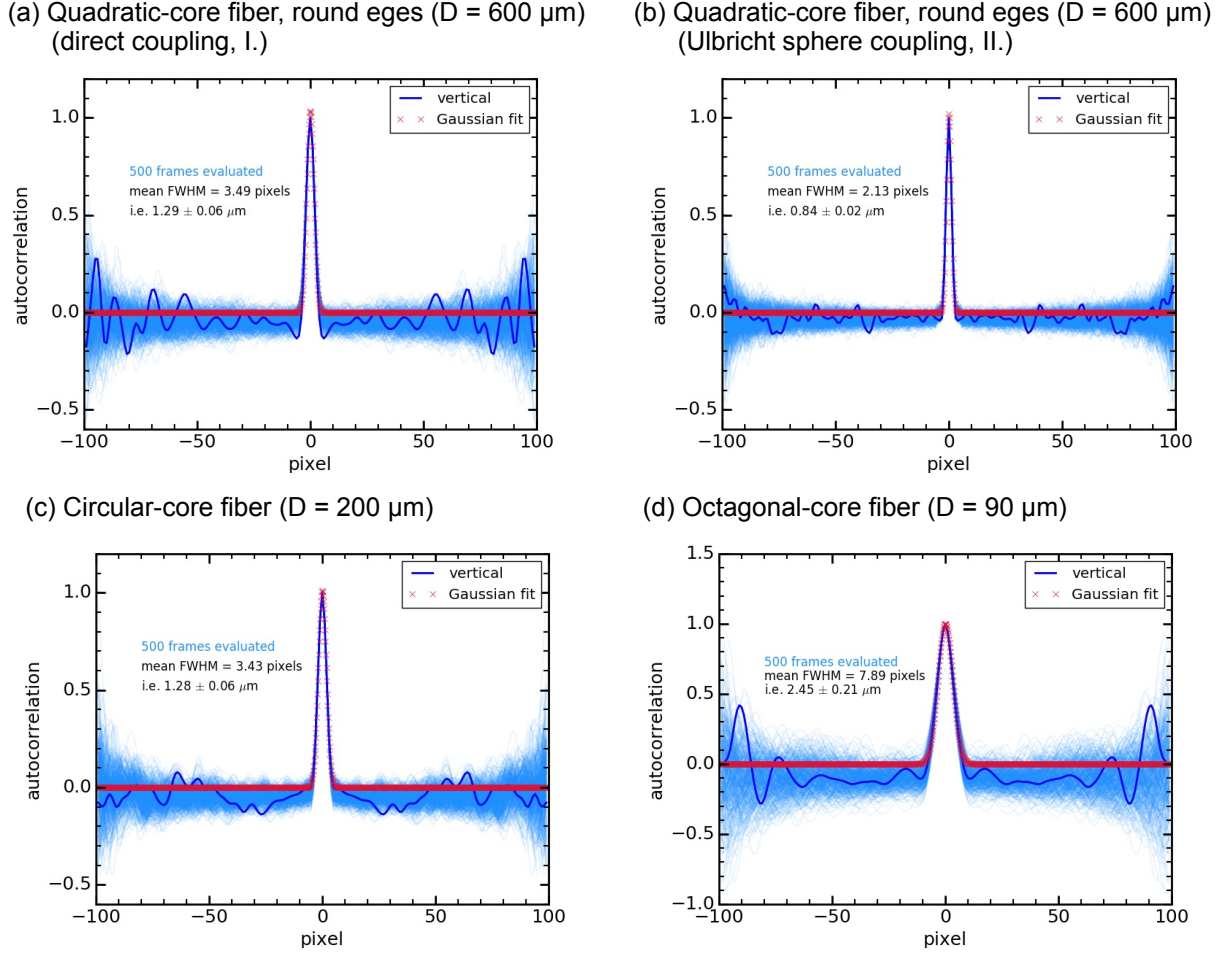 (a) Quadratic-core fiber, round eges (D = 600 μm)
(direct coupling, I.)
1.0
0.5
0.0
−0.5
autocorrelation
vertical
Gaussian fit
500 frames evaluated
mean FWHM = 3.49 pixels
i.e. 1.29 ± 0.06 μm
−100
−50
0
50
100
pixel
(b) Quadratic-core fiber, round eges (D = 600 μm)
(Ulbricht sphere coupling, II.)
1.0
0.5
0.0
−0.5
autocorrelation
vertical
Gaussian fit
500 frames evaluated
mean FWHM = 2.13 pixels
i.e. 0.84 ± 0.02 μm
−100
−50
0
50
100
pixel
(c) Circular-core fiber (D = 200 μm)
1.0
0.5
0.0
−0.5
autocorrelation
vertical
Gaussian fit
500 frames evaluated
mean FWHM = 3.43 pixels
i.e. 1.28 ± 0.06 μm
−100
−50
0
50
100
pixel
(d) Octagonal-core fiber (D = 90 μm)
1.5
1.0
0.5
0.0
−0.5
−1.0
autocorrelation
vertical
Gaussian fit
500 frames evaluated
mean FWHM = 7.89 pixels
i.e. 2.45 ± 0.21 μm
−100
−50
0
50
100
pixel